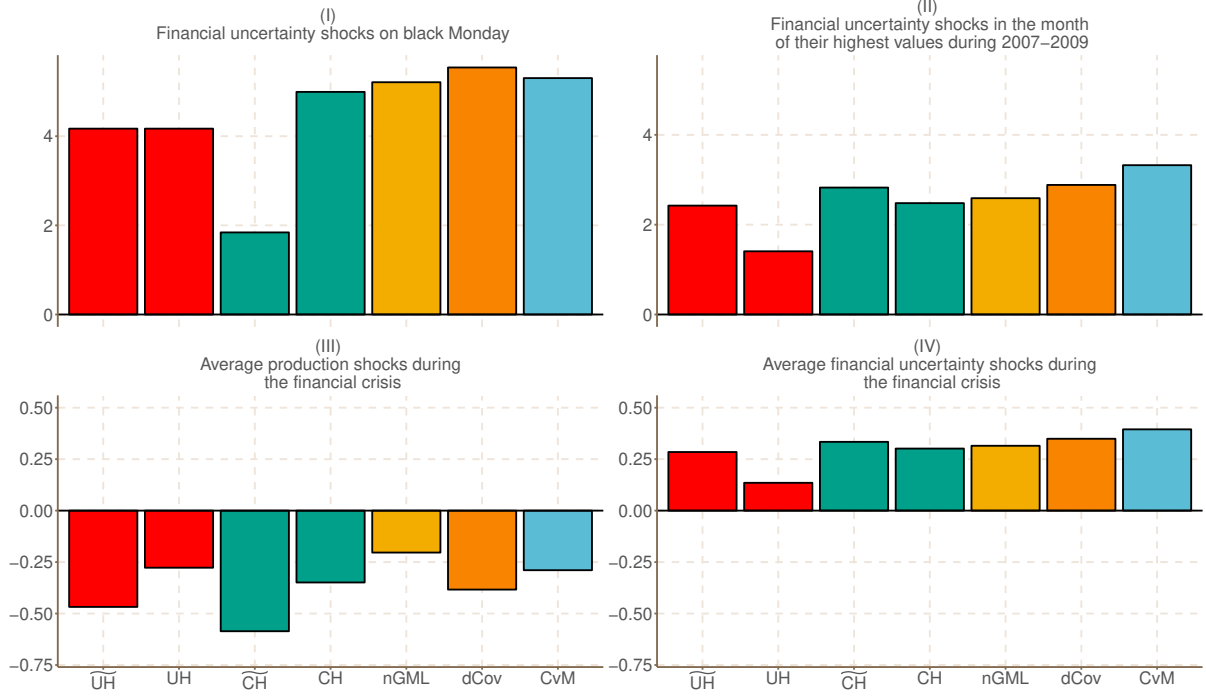 (I)
Financial uncertainty shocks on black Monday
4
2
0
(II)
Financial uncertainty shocks in the month
of their highest values during 2007−2009
4
2
0
(III)
Average production shocks during
the financial crisis
0.50
0.25
0.00
−0.25
−0.50
−0.75
U͠H UH C͠H CH nGML dCov CvM
(IV)
Average financial uncertainty shocks during
the financial crisis
0.50
0.25
0.00
−0.25
−0.50
−0.75
U͠H UH C͠H CH nGML dCov CvM